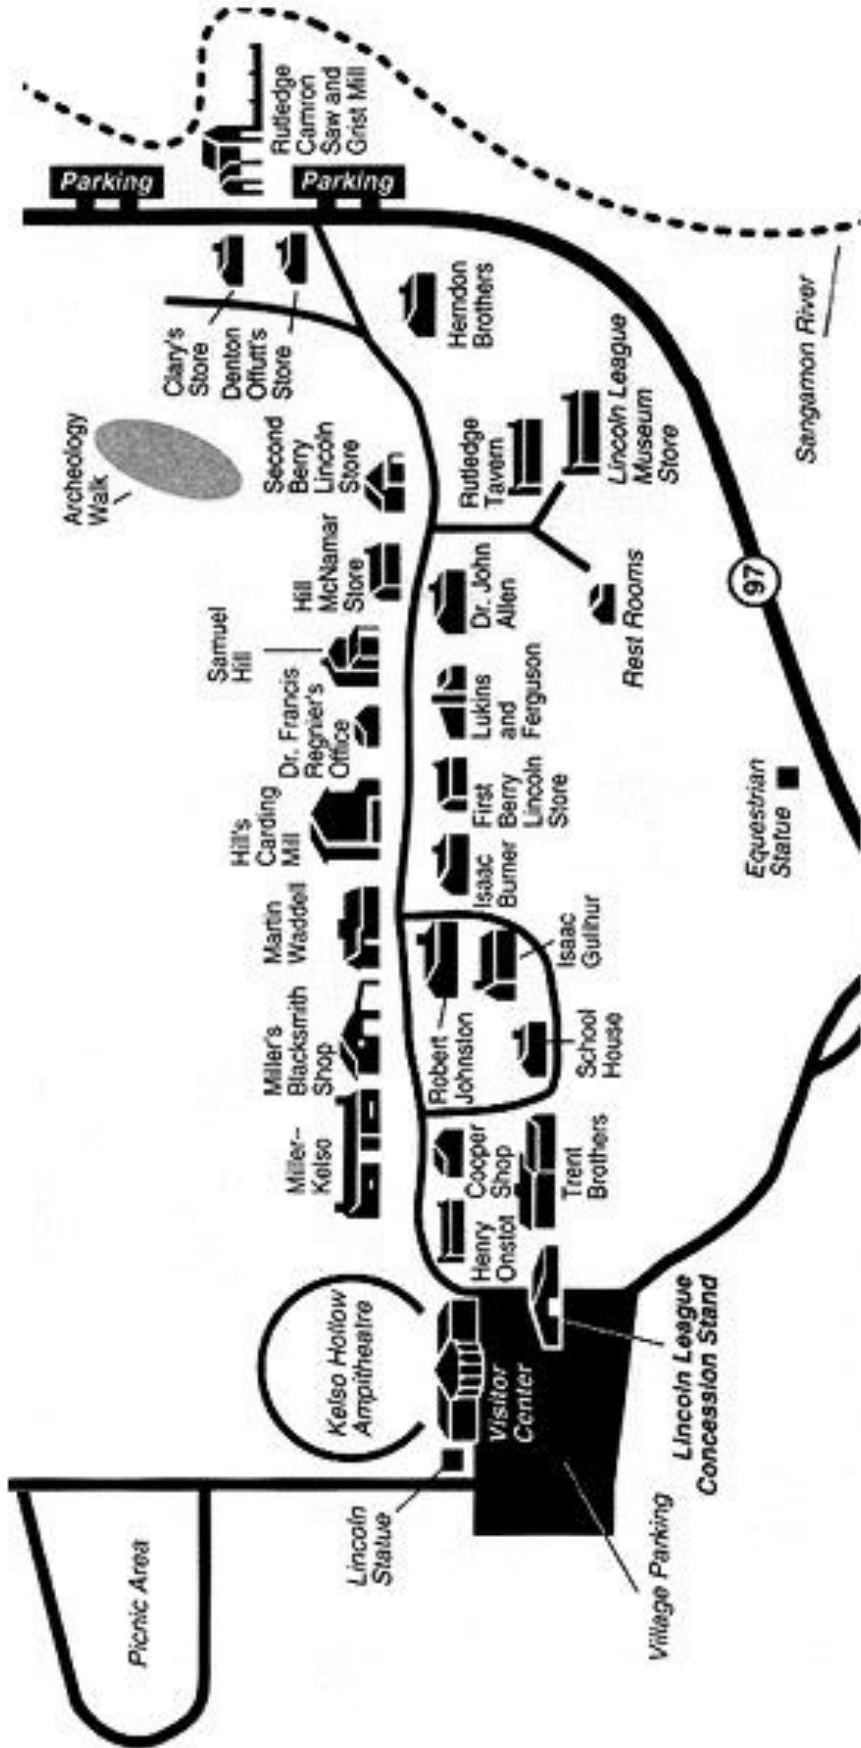 Picnic Area
Parking
Archeology
Walk
Clary's
Store
Denton
Offutt's
Store
Rutledge
Camron
Saw and
Grist Mill
Parking
Samuel
Hill
Hill's
Carding
Mill
Martin
Waddell
Miller's
Blacksmith
Shop
Miller–
Kelso
Dr. Francis
Regnier's
Office
Hill
McNamar
Store
Second
Berry
Lincoln
Store
Kelso Hollow
Ampitheatre
Lincoln
Statue
Visitor
Center
Henry
Onstot
Cooper
Shop
Robert
Johnston
Isaac
Burner
First
Berry
Lincoln
Store
Lukins
and
Ferguson
Dr. John
Allen
Rutledge
Tavern
Herndon
Brothers
Trent
Brothers
School
House
Isaac
Gulihur
Rest Rooms
Lincoln League
Museum
Store
Village Parking
Lincoln League
Concession Stand
Equestrian
Statue
97
Sangamon River